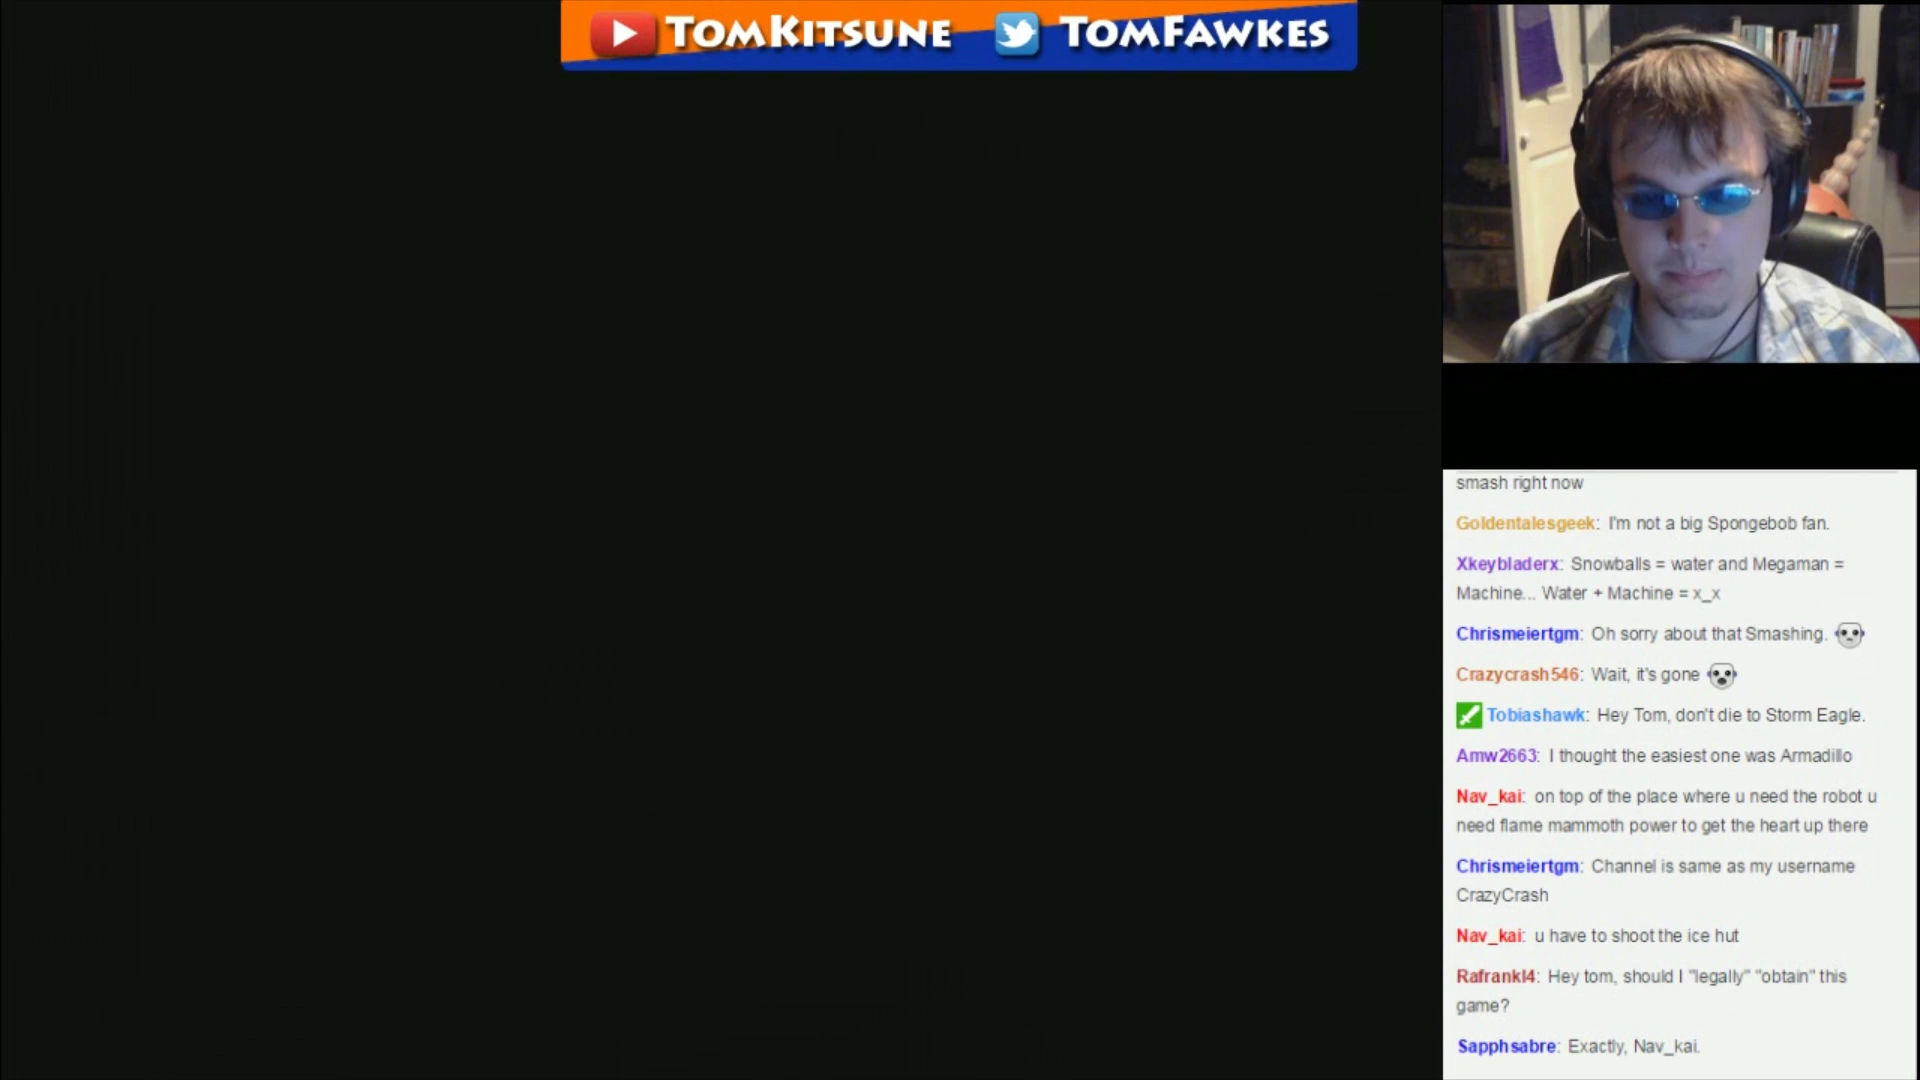 TomKitsune TomFawkes
smash right now
Goldentalesgeek: I'm not a big Spongebob fan.
Xkeybladerx: Snowballs = water and Megaman =
Machine... Water + Machine = x_x
Chrismeiertgm: Oh sorry about that Smashing.
Crazycrash546: Wait, it's gone
Tobiashawk: Hey Tom, don't die to Storm Eagle.
Amw2663: I thought the easiest one was Armadillo
Nav_kai: on top of the place where u need the robot u
need flame mammoth power to get the heart up there
Chrismeiertgm: Channel is same as my username
CrazyCrash
Nav_kai: u have to shoot the ice hut
Rafrankl4: Hey tom, should I "legally" "obtain" this
game?
Sapphsabre: Exactly, Nav_kai.